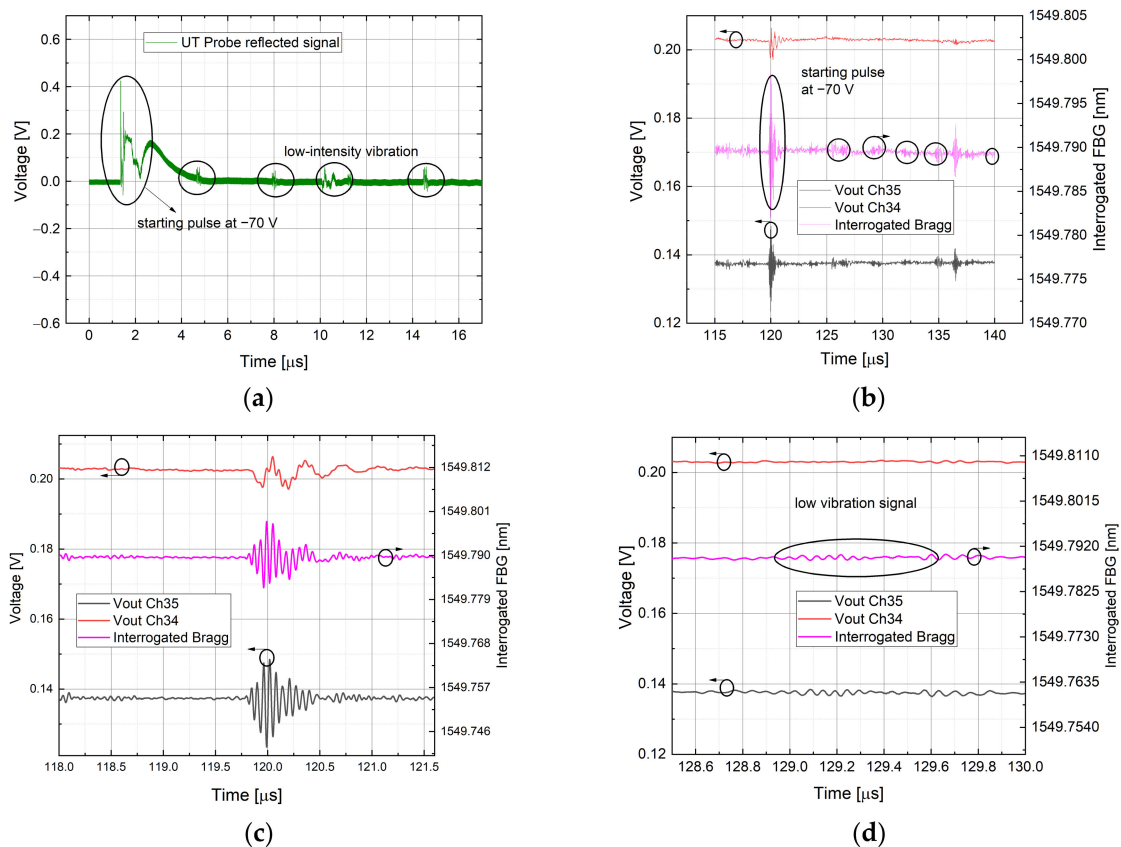 0.6
0.4
0.2
0.0
−0.2
−0.4
−0.6
Voltage [V]
UT Probe reflected signal
low-intensity vibration
starting pulse at −70 V
0 2 4 6 8 10 12 14 16
Time [μs]
(a)
0.20
0.18
0.16
0.14
0.12
Voltage [V]
starting pulse
at −70 V
Vout Ch35
Vout Ch34
Interrogated Bragg
1549.805
1549.800
1549.795
1549.790
1549.785
1549.780
1549.775
1549.770
Interrogated FBG [nm]
115 120 125 130 135 140
Time [μs]
(b)
0.20
0.18
0.16
0.14
Voltage [V]
Vout Ch35
Vout Ch34
Interrogated Bragg
1549.812
1549.801
1549.790
1549.779
1549.768
1549.757
1549.746
Interrogated FBG [nm]
118.0 118.5 119.0 119.5 120.0 120.5 121.0 121.5
Time [μs]
(c)
0.20
0.18
0.16
0.14
0.12
Voltage [V]
low vibration signal
Vout Ch35
Vout Ch34
Interrogated Bragg
1549.8110
1549.8015
1549.7920
1549.7825
1549.7730
1549.7635
1549.7540
Interrogated FBG [nm]
128.6 128.8 129.0 129.2 129.4 129.6 129.8 130.0
Time [μs]
(d)